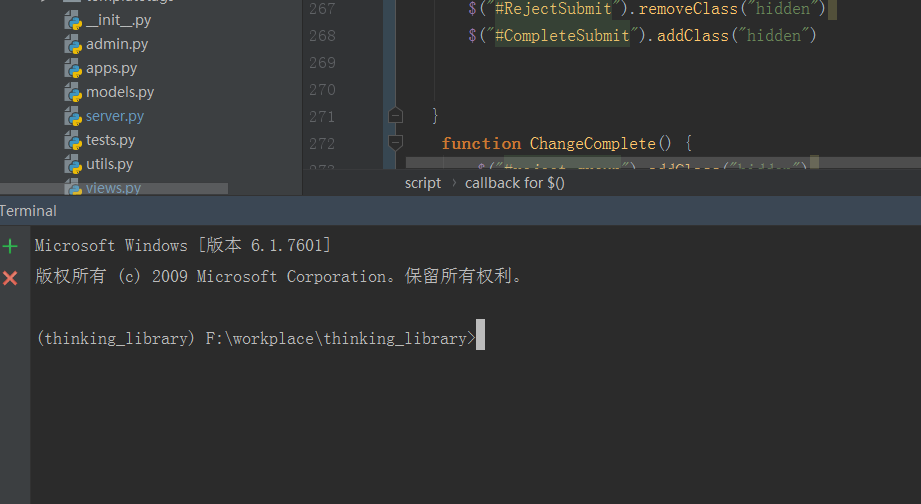 __init__.py
admin.py
apps.py
models.py
server.py
tests.py
utils.py
views.py
267 $("#RejectSubmit").removeClass("hidden")
268 $("#CompleteSubmit").addClass("hidden")
269
270
271 }
272 function ChangeComplete() {
script › callback for $()
Terminal
Microsoft Windows [版本 6.1.7601]
版权所有 (c) 2009 Microsoft Corporation。保留所有权利。
(thinking_library) F:\workplace\thinking_library>